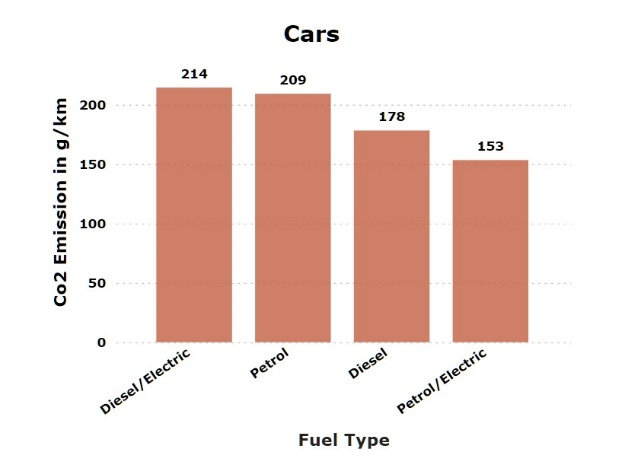 Cars
214
209
178
153
200
150
100
50
0
Co2 Emission in g/km
Diesel/Electric
Petrol
Diesel
Petrol/Electric
Fuel Type